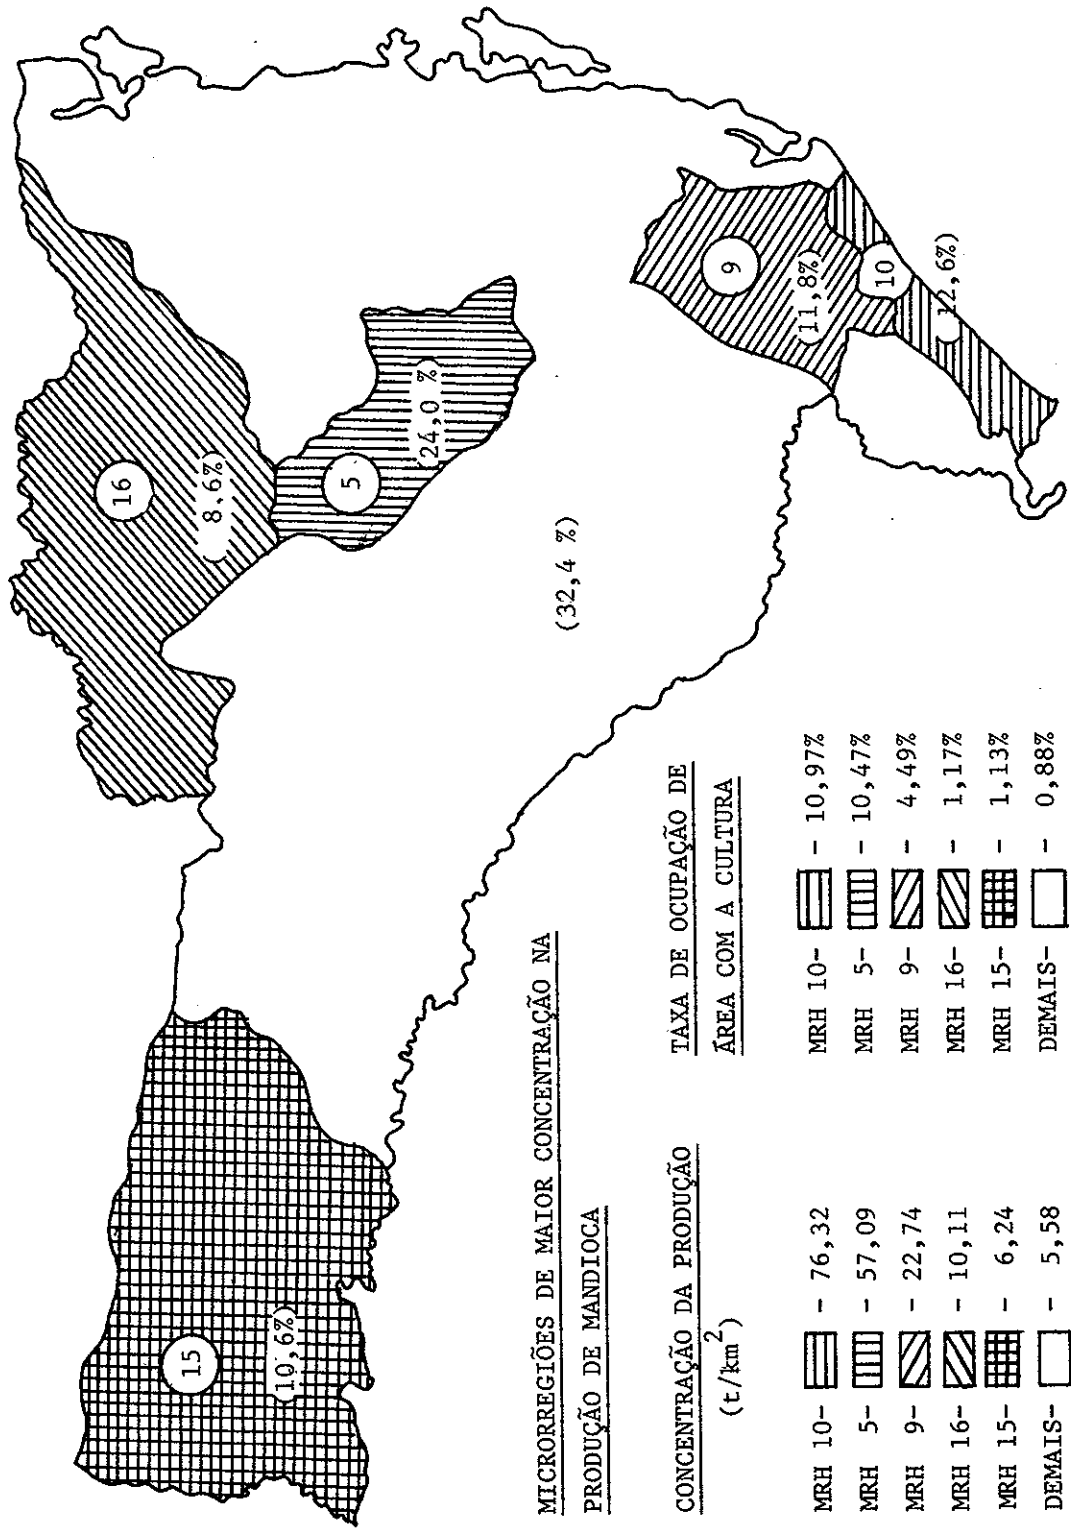 16
8,6%
5
24,0 %
9
11,8%)
10
12,6%)
(32,4 %)
15
10,6%)
MICRORREGIÕES DE MAIOR CONCENTRAÇÃO NA
PRODUÇÃO DE MANDIOCA
CONCENTRAÇÃO DA PRODUÇÃO
(t/km²)
MRH 10- - 76,32
MRH 5- - 57,09
MRH 9- - 22,74
MRH 16- - 10,11
MRH 15- - 6,24
DEMAIS- - 5,58
TAXA DE OCUPAÇÃO DE
ÁREA COM A CULTURA
MRH 10- - 10,97%
MRH 5- - 10,47%
MRH 9- - 4,49%
MRH 16- - 1,17%
MRH 15- - 1,13%
DEMAIS- - 0,88%